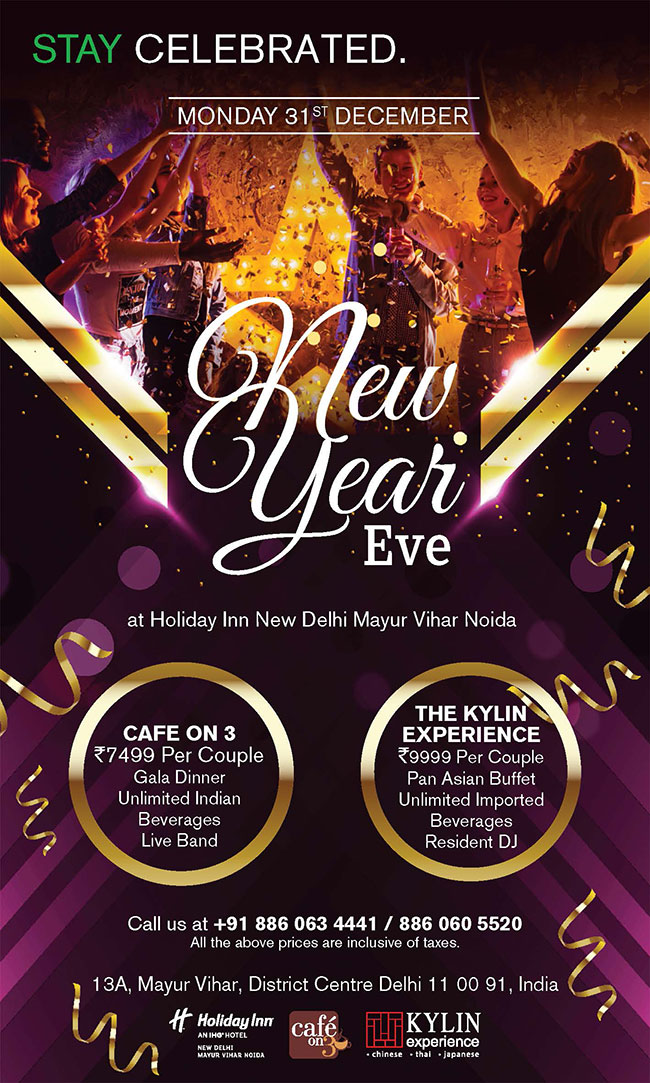 STAY CELEBRATED.
MONDAY 31ST DECEMBER
New
Year
Eve
at Holiday Inn New Delhi Mayur Vihar Noida
CAFE ON 3
₹7499 Per Couple
Gala Dinner
Unlimited Indian
Beverages
Live Band
THE KYLIN
EXPERIENCE
₹9999 Per Couple
Pan Asian Buffet
Unlimited Imported
Beverages
Resident DJ
Call us at +91 886 063 4441 / 886 060 5520
All the above prices are inclusive of taxes.
13A, Mayur Vihar, District Centre Delhi 11 00 91, India
H Holiday Inn
AN IHG® HOTEL
NEW DELHI
MAYUR VIHAR NOIDA
café
on 3
KYLIN
experience
• chinese • thai • japanese